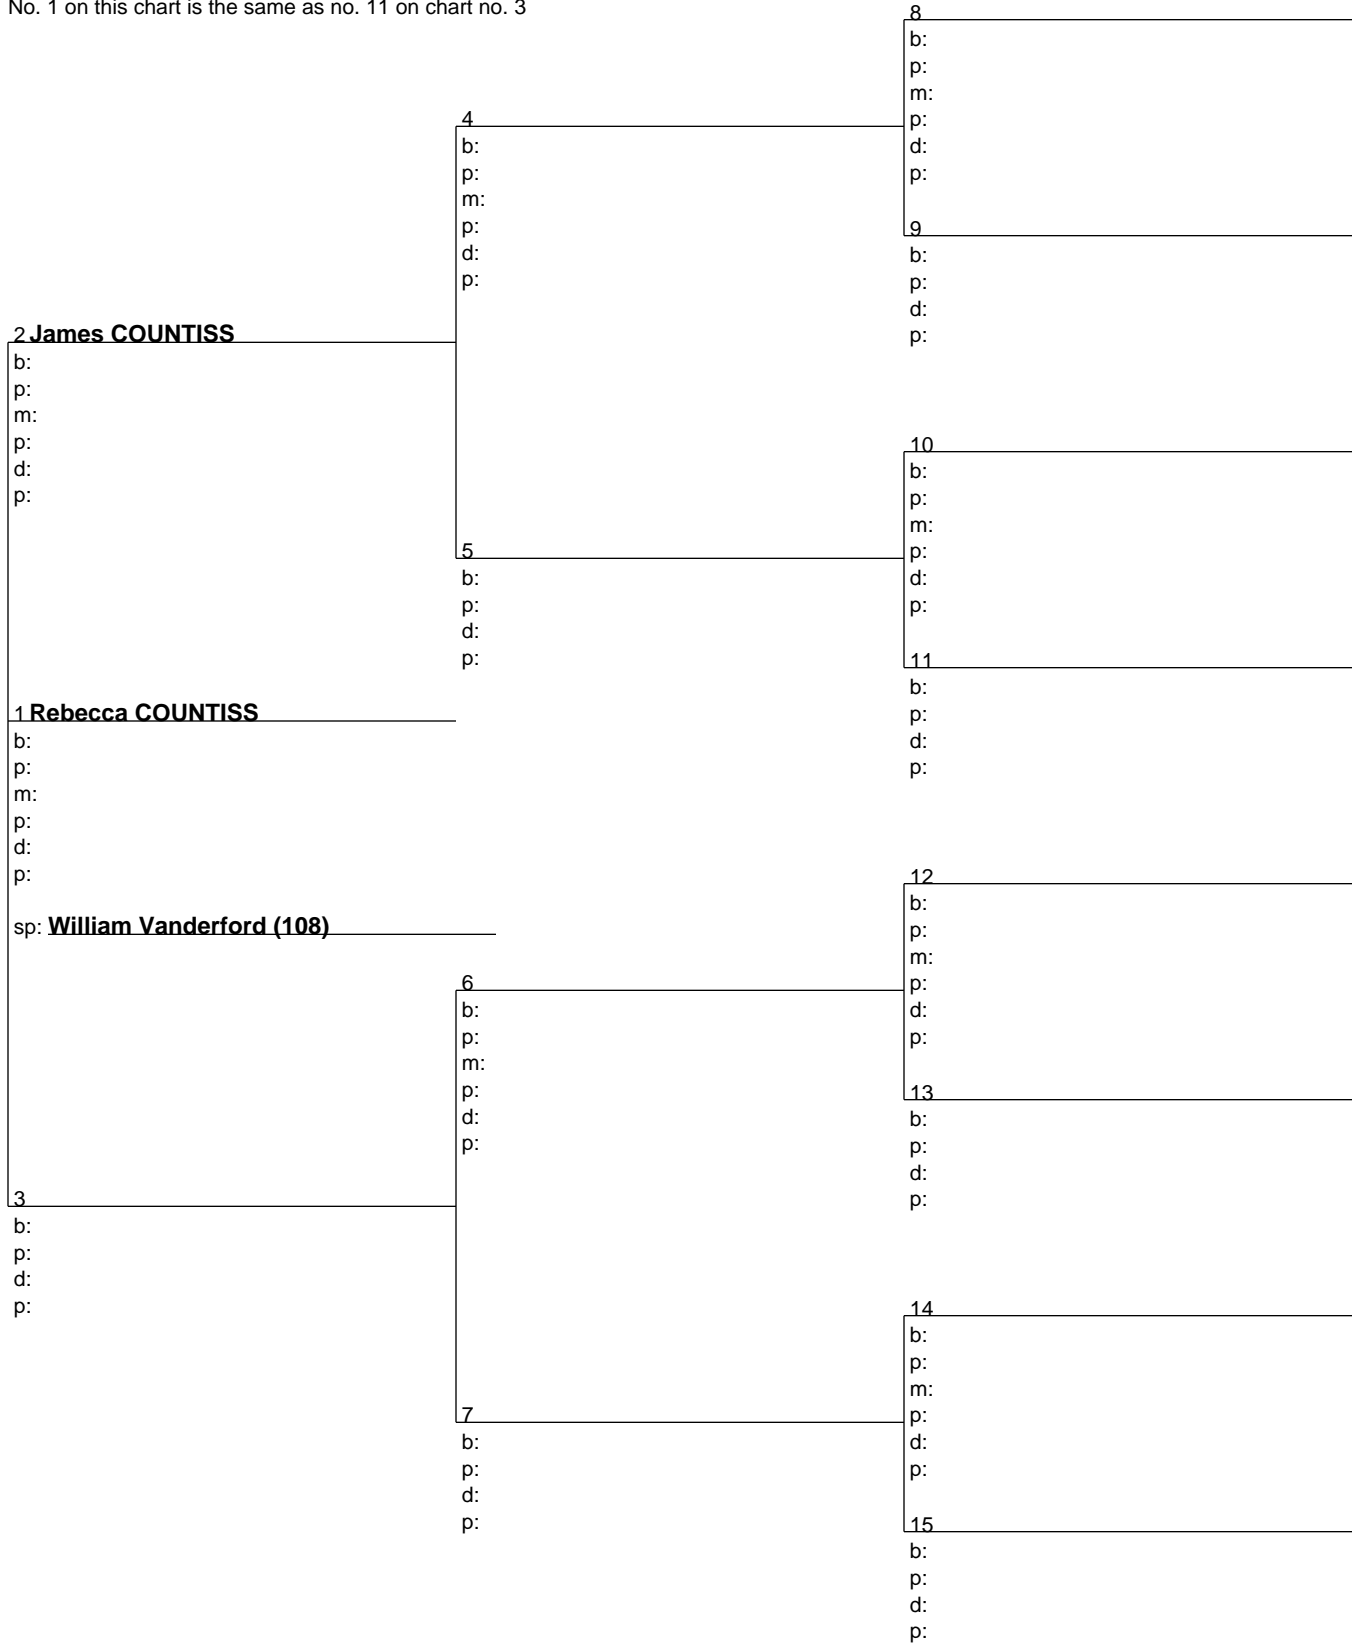 No. 1 on this chart is the same as no. 11 on chart no. 3
8
b:
p:
m:
p:
d:
p:
4
b:
p:
m:
p:
d:
p:
9
b:
p:
d:
p:
2 James COUNTISS
b:
p:
m:
p:
d:
p:
10
b:
p:
m:
p:
d:
p:
5
b:
p:
d:
p:
11
b:
p:
d:
p:
1 Rebecca COUNTISS
b:
p:
m:
p:
d:
p:
sp: William Vanderford (108)
12
b:
p:
m:
p:
d:
p:
6
b:
p:
m:
p:
d:
p:
13
b:
p:
d:
p:
3
b:
p:
d:
p:
14
b:
p:
m:
p:
d:
p:
7
b:
p:
d:
p:
15
b:
p:
d:
p: